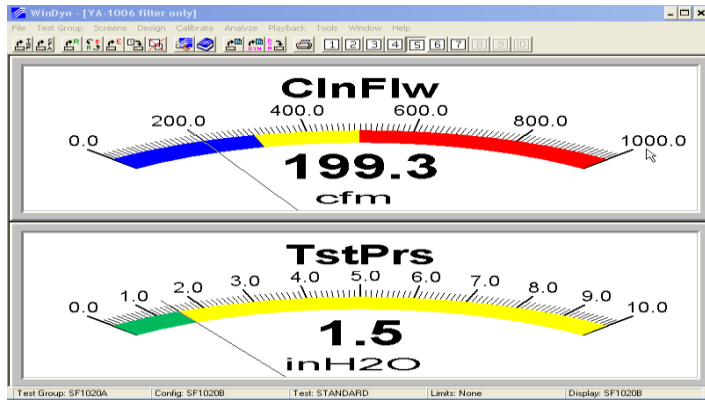 WinDyn - [YA-1006 filter only]
File Test Group Screens Design Calibrate Analyze Playback Tools Window Help
1 2 3 4 5 6 7 8 9 10
ClnFlw
0.0 200.0 400.0 600.0 800.0 1000.0
199.3
cfm
TstPrs
0.0 1.0 2.0 3.0 4.0 5.0 6.0 7.0 8.0 9.0 10.0
1.5
inH2O
Test Group: SF1020A Config: SF1020B Test: STANDARD Limits: None Display: SF1020B